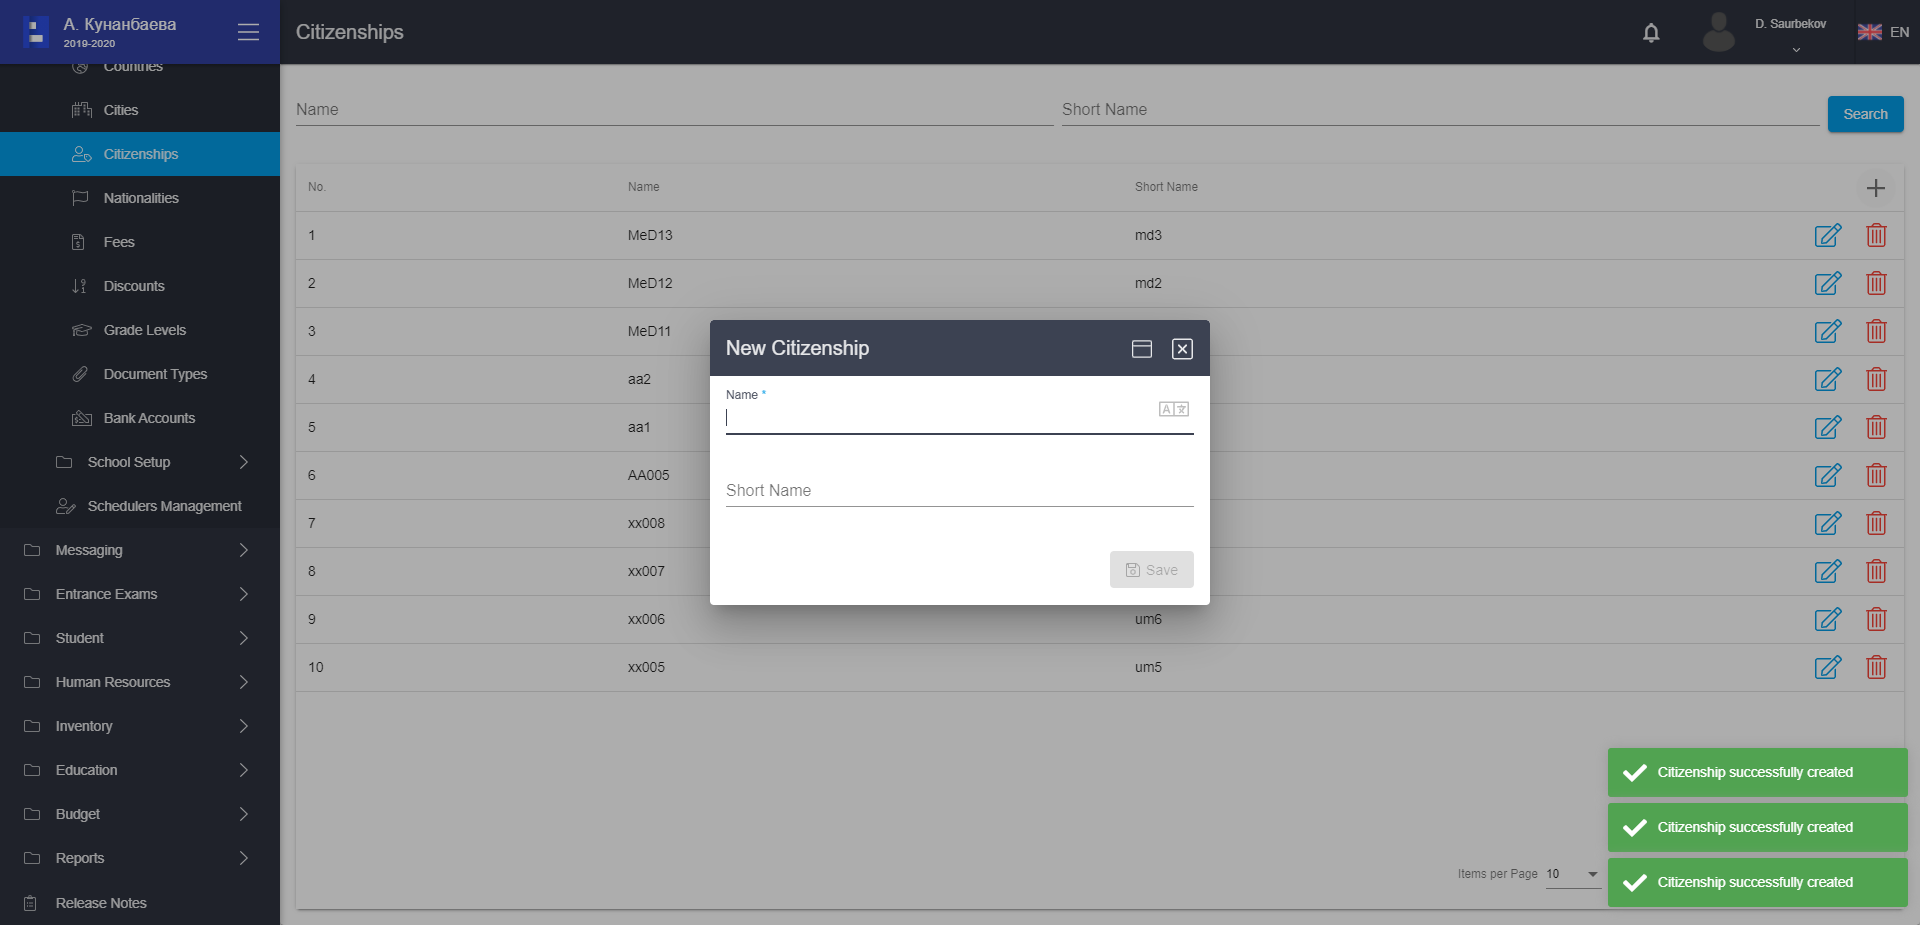 А. Кунанбаева
2019-2020
Citizenships
D. Saurbekov
EN
Countries
Cities
Citizenships
Nationalities
Fees
Discounts
Grade Levels
Document Types
Bank Accounts
School Setup
Schedulers Management
Messaging
Entrance Exams
Student
Human Resources
Inventory
Education
Budget
Reports
Release Notes
Name Short Name Search
No. Name Short Name
1 MeD13 md3
2 MeD12 md2
3 MeD11
4 aa2
5 aa1
6 AA005
7 xx008
8 xx007
9 xx006 um6
10 xx005 um5
New Citizenship
Name *
Short Name
Save
Citizenship successfully created
Citizenship successfully created
Citizenship successfully created
Items per Page 10